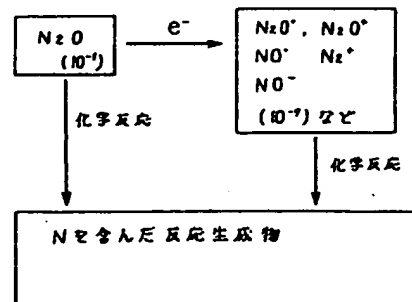 N₂O
(10⁻¹)
e⁻
N₂O⁺, N₂O⁺
NO⁺ N₂⁺
NO⁻
(10⁻⁹) など
化学反応
化学反応
Nを含んだ反応生成物